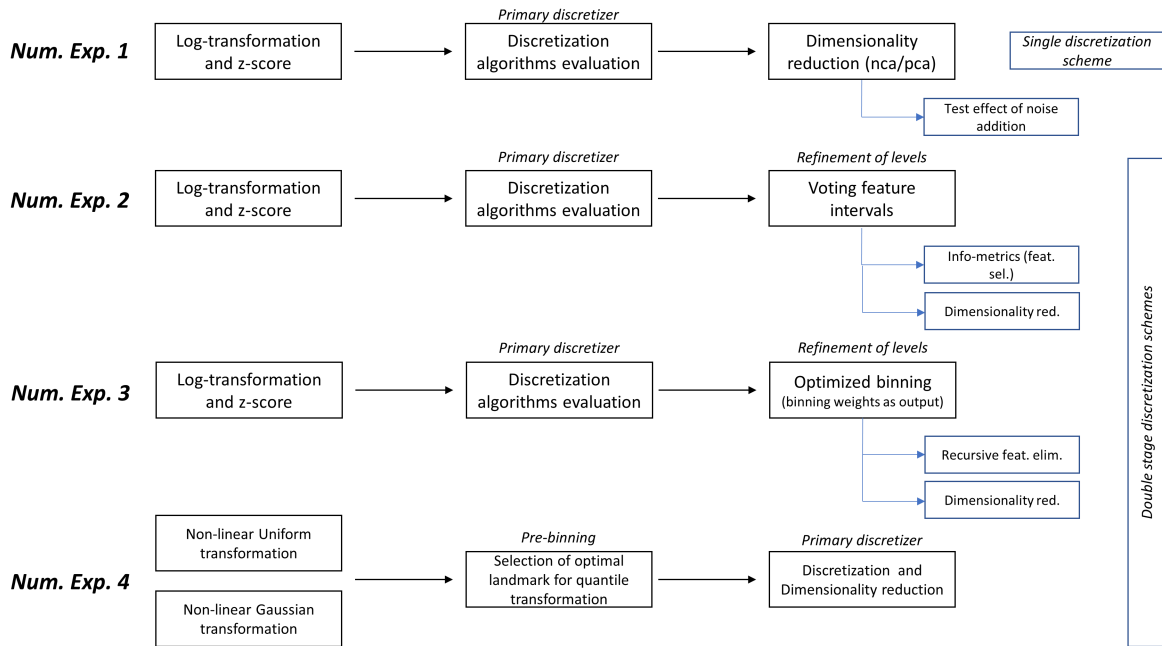 Primary discretizer
Num. Exp. 1
Log-transformation
and z-score
Discretization
algorithms evaluation
Dimensionality
reduction (nca/pca)
Single discretization
scheme
Test effect of noise
addition
Primary discretizer
Refinement of levels
Num. Exp. 2
Log-transformation
and z-score
Discretization
algorithms evaluation
Voting feature
intervals
Info-metrics (feat.
sel.)
Dimensionality red.
Double stage discretization schemes
Primary discretizer
Refinement of levels
Num. Exp. 3
Log-transformation
and z-score
Discretization
algorithms evaluation
Optimized binning
(binning weights as output)
Recursive feat. elim.
Dimensionality red.
Num. Exp. 4
Non-linear Uniform
transformation
Non-linear Gaussian
transformation
Pre-binning
Selection of optimal
landmark for quantile
transformation
Primary discretizer
Discretization and
Dimensionality reduction